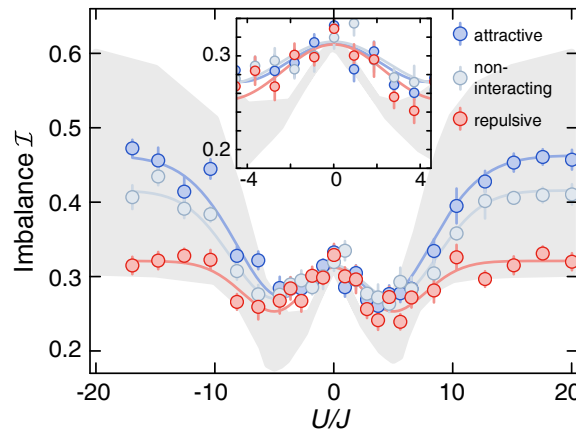 0.6
0.5
0.4
0.3
0.2
Imbalance I
-20
-10
0
10
20
U/J
0.3
0.2
-4
0
4
attractive
non-
interacting
repulsive